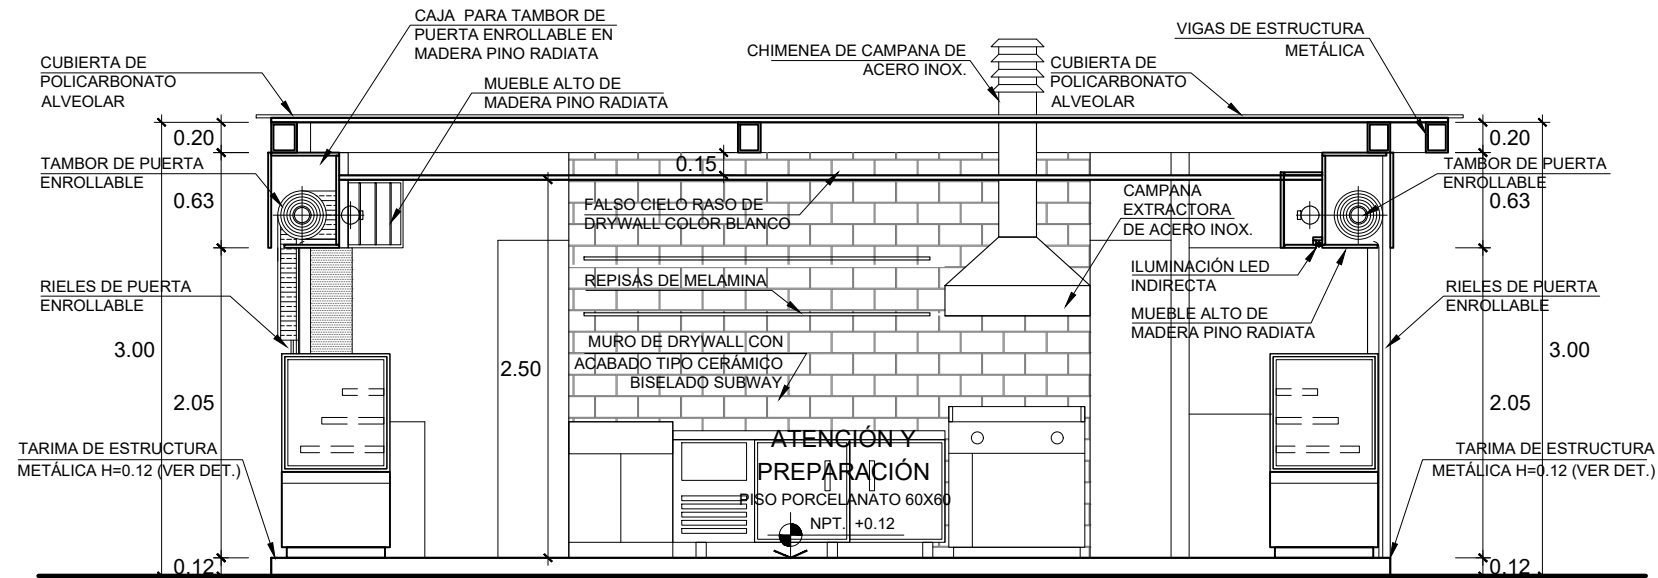 CAJA  PARA TAMBOR DE
PUERTA ENROLLABLE EN
MADERA PINO RADIATA
VIGAS DE ESTRUCTURA
METÁLICA
CHIMENEA DE CAMPANA DE
ACERO INOX.
CUBIERTA DE
POLICARBONATO
ALVEOLAR
CUBIERTA DE
POLICARBONATO
ALVEOLAR
MUEBLE ALTO DE
MADERA PINO RADIATA
0.20
0.15
0.20
TAMBOR DE PUERTA
ENROLLABLE
TAMBOR DE PUERTA
ENROLLABLE
0.63
0.63
FALSO CIELO RASO DE
DRYWALL COLOR BLANCO
CAMPANA
EXTRACTORA
DE ACERO INOX.
ILUMINACIÓN LED
INDIRECTA
REPISAS DE MELAMINA
RIELES DE PUERTA
ENROLLABLE
RIELES DE PUERTA
ENROLLABLE
MUEBLE ALTO DE
MADERA PINO RADIATA
MURO DE DRYWALL CON
ACABADO TIPO CERÁMICO
BISELADO SUBWAY
3.00
2.50
3.00
2.05
2.05
TARIMA DE ESTRUCTURA
METÁLICA H=0.12 (VER DET.)
ATENCIÓN Y
PREPARACIÓN
PISO PORCELANATO 60X60
NPT.  +0.12
TARIMA DE ESTRUCTURA
METÁLICA H=0.12 (VER DET.)
0.12
0.12